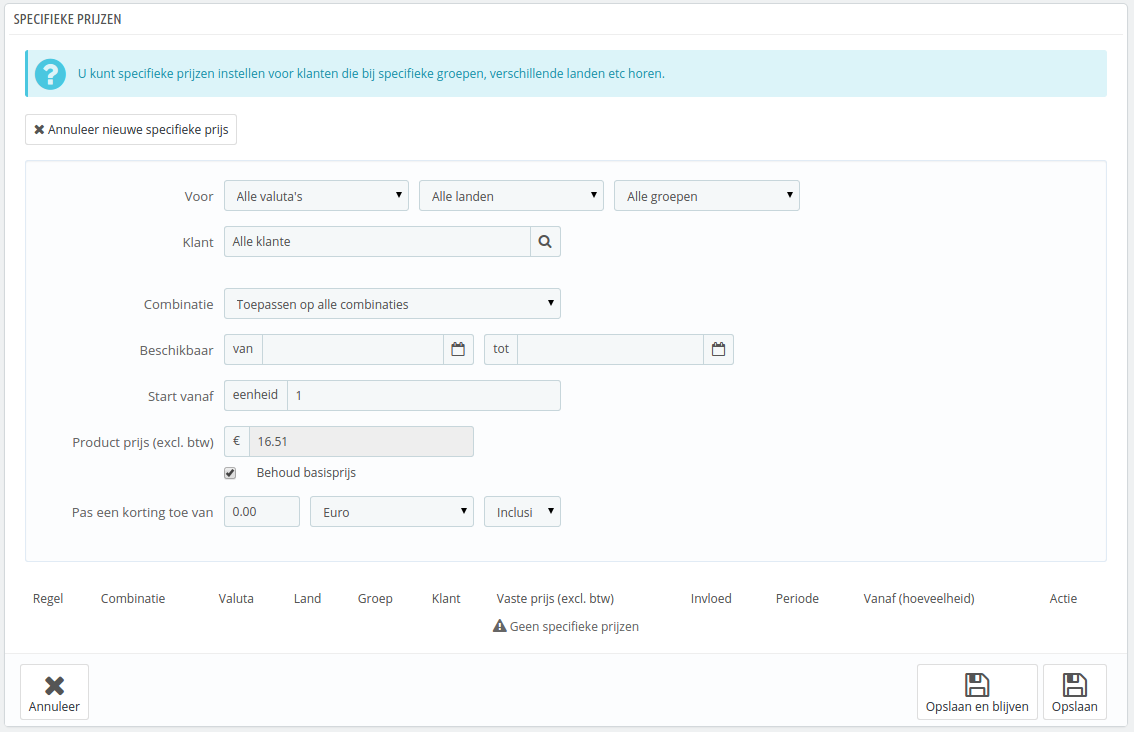 SPECIFIEKE PRIJZEN
U kunt specifieke prijzen instellen voor klanten die bij specifieke groepen, verschillende landen etc horen.
Annuleer nieuwe specifieke prijs
Voor Alle valuta's Alle landen Alle groepen
Klant Alle klante
Combinatie Toepassen op alle combinaties
Beschikbaar van tot
Start vanaf eenheid 1
Product prijs (excl. btw) € 16.51
Behoud basisprijs
Pas een korting toe van 0.00 Euro Inclusi
Regel Combinatie Valuta Land Groep Klant Vaste prijs (excl. btw) Invloed Periode Vanaf (hoeveelheid) Actie
Geen specifieke prijzen
Annuleer Opslaan en blijven Opslaan